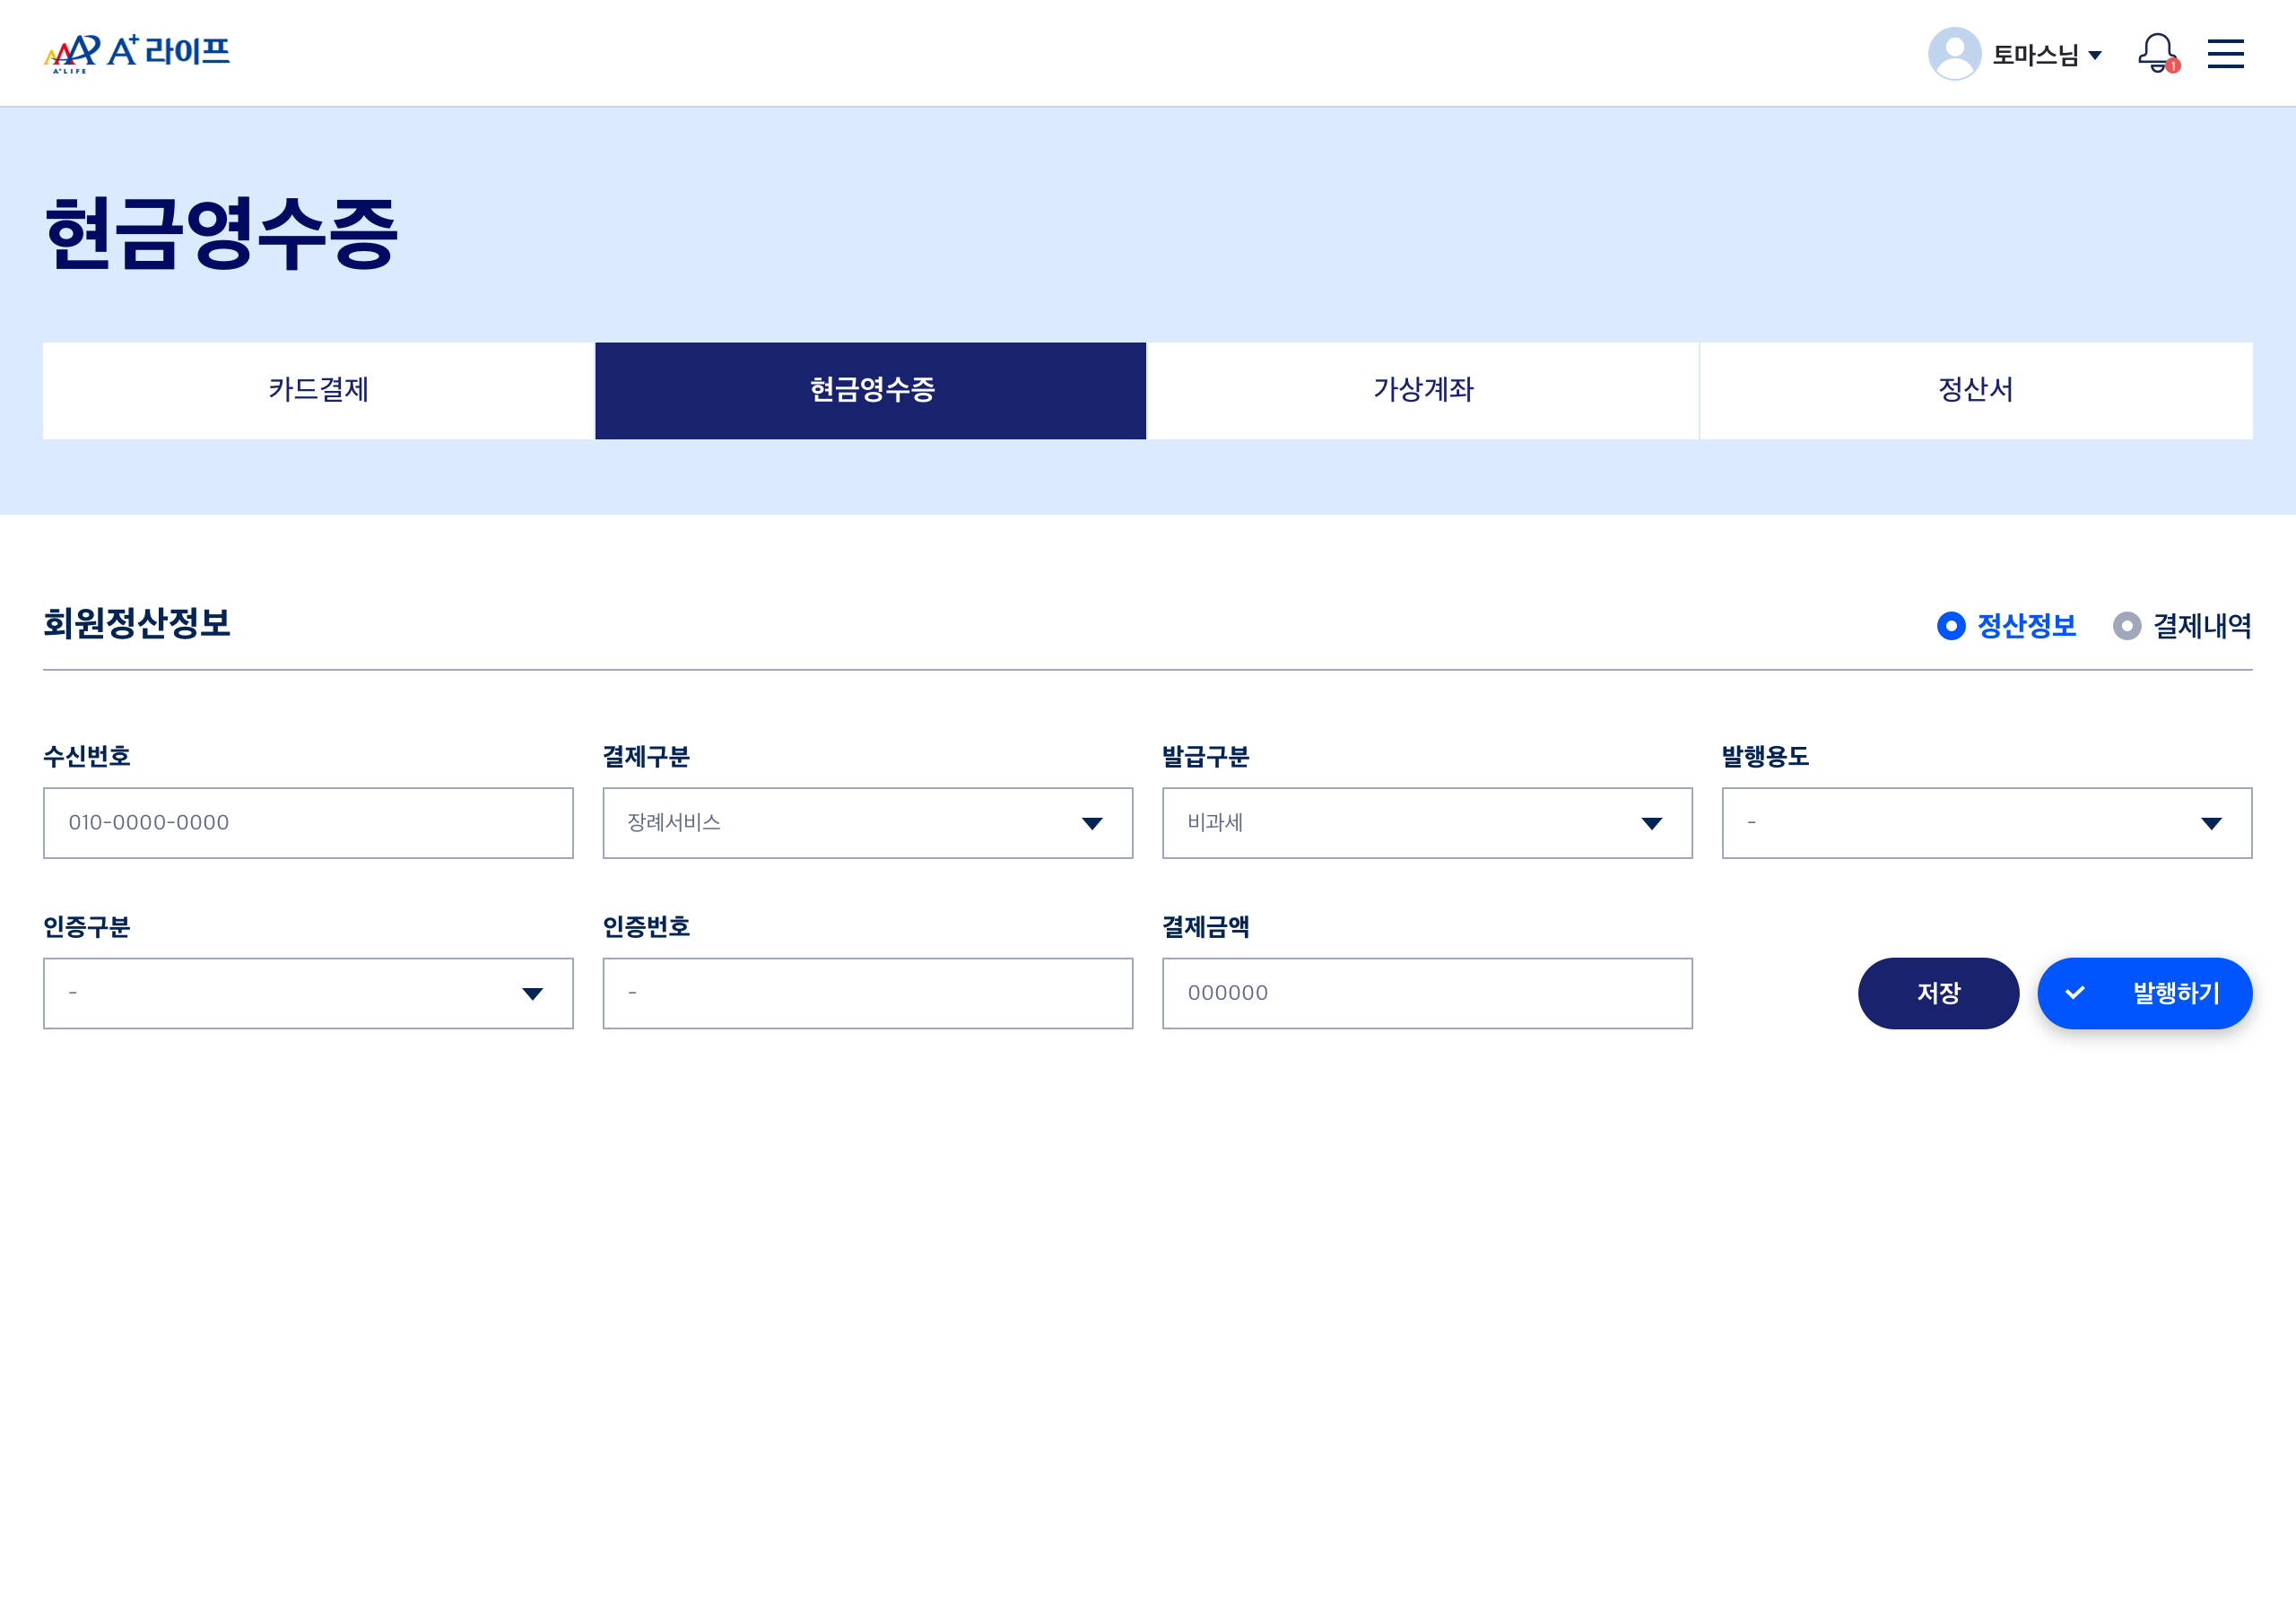 A+ LIFE
A+ 라이프
토마스님
1
현금영수증
카드결제
현금영수증
가상계좌
정산서
회원정산정보
정산정보
결제내역
수신번호
결제구분
발급구분
발행용도
010-0000-0000
장례서비스
비과세
-
인증구분
인증번호
결제금액
-
-
000000
저장
발행하기